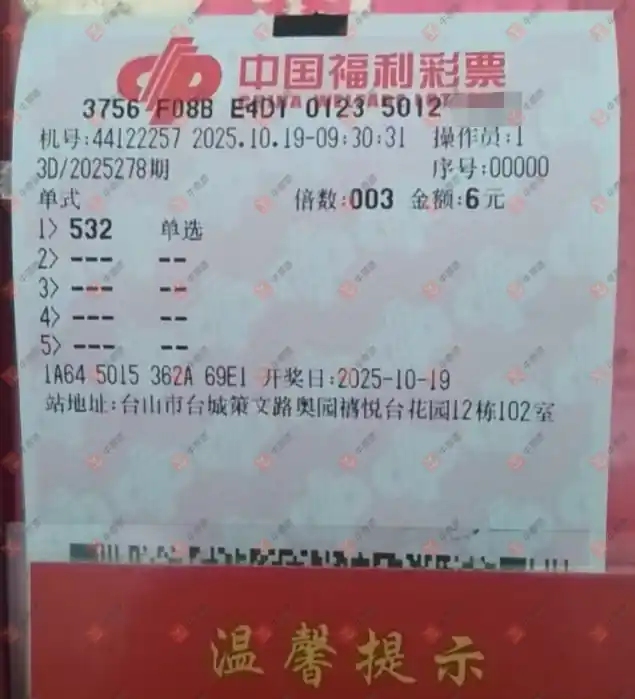 中国福利彩票
CHINA WELFARE LOT
3756 F08B E4D1 0123 5012
机号:44122257 2025.10.19-09:30:31 操作员:1
3D/2025278期 序号:00000
单式 倍数:003 金额:6元
1> 532 单选
2> --- --
3> --- --
4> --- --
5> --- --
1A64 5015 362A 69E1 开奖日:2025-10-19
站地址:台山市台城策文路奥园禧悦台花园12栋102室
温馨提示